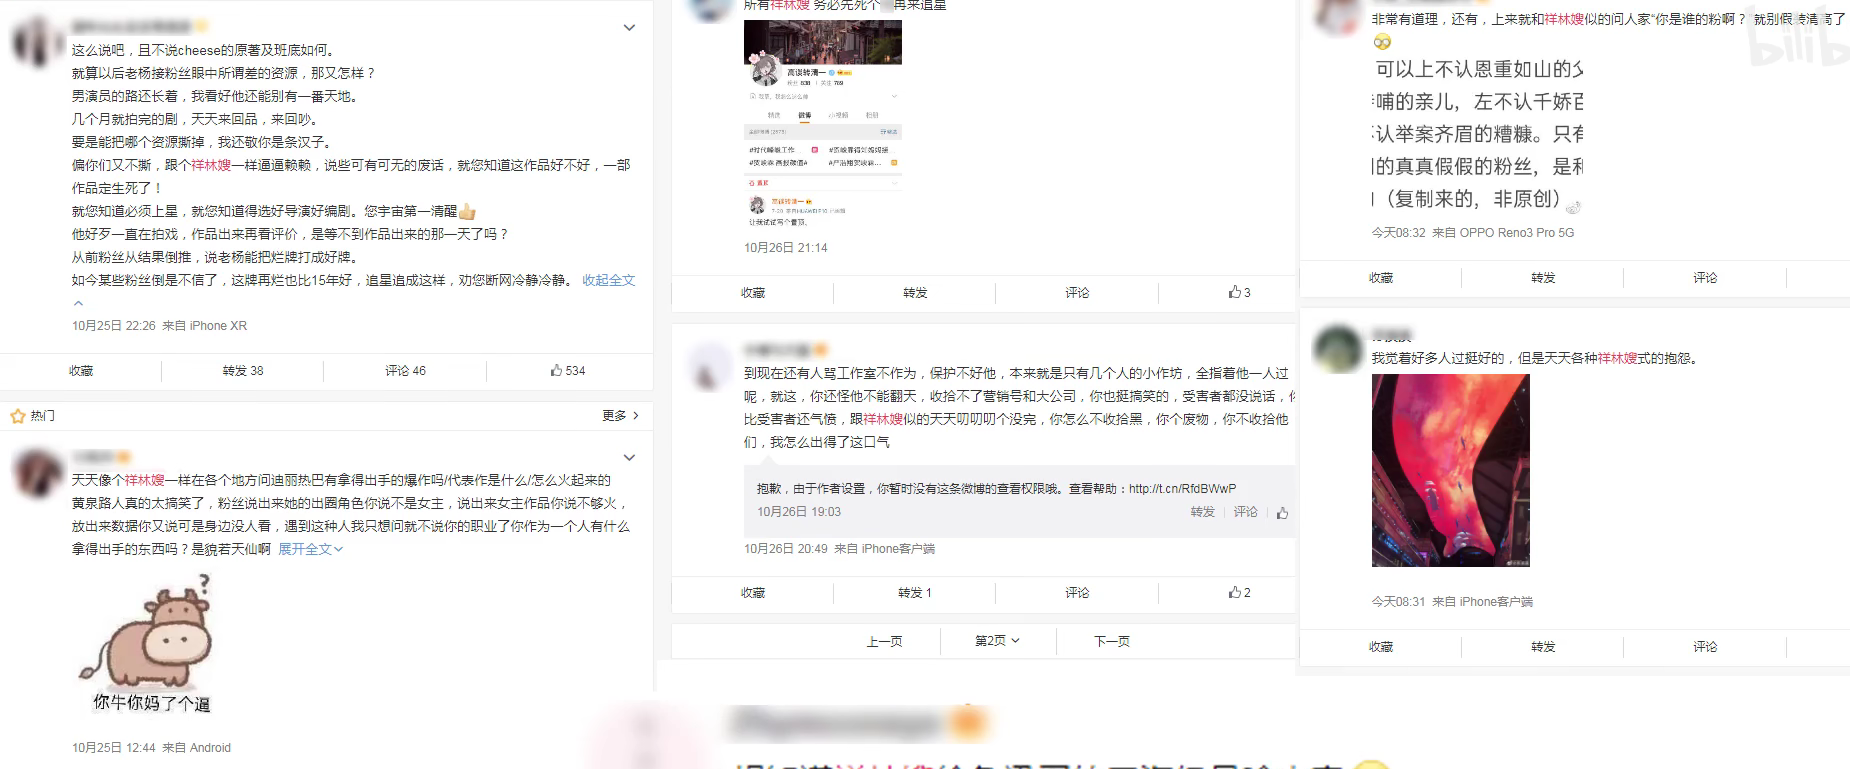 这么说吧，且不说cheese的原著及班底如何。
就算以后老杨接粉丝眼中所谓差的资源，那又怎样？
男演员的路还长着，我看好他还能别有一番天地。
几个月就拍完的剧，天天来回品，来回吵。
要是能把哪个资源撕掉，我还敬你是条汉子。
偏你们又不撕，跟个祥林嫂一样逼逼赖赖，说些可有可无的废话，就您知道这作品好不好，一部
作品定生死了！
就您知道必须上星，就您知道得选好导演好编剧。您宇宙第一清醒
他好歹一直在拍戏，作品出来再看评价，是等不到作品出来的那一天了吗？
从前粉丝从结果倒推，说老杨能把烂牌打成好牌。
如今某些粉丝倒是不信了，这牌再烂也比15年好，追星追成这样，劝您断网冷静冷静。 收起全文
10月25日 22:26 来自 iPhone XR
收藏 转发 38 评论 46 534
热门 更多
天天像个祥林嫂一样在各个地方问迪丽热巴有拿得出手的爆作吗/代表作是什么/怎么火起来的
黄泉路人真的太搞笑了，粉丝说出来她的出圈角色你说不是女主，说出来女主作品你说不够火，
放出来数据你又说可是身边没人看，遇到这种人我只想问就不说你的职业了你作为一个人有什么
拿得出手的东西吗？是貌若天仙啊 展开全文
?
你牛你妈了个逼
10月25日 12:44 来自 Android
所有祥林嫂 务必先死个 再来追星
高谈转清一
粉丝 838 关注 789
精选 微博 小视频 相册
#时代峰峻工作...
让我试试写个置顶。
10月26日 21:14
收藏 转发 评论 3
到现在还有人骂工作室不作为，保护不好他，本来就是只有几个人的小作坊，全指着他一人过
呢，就这，你还怪他不能翻天，收拾不了营销号和大公司，你也挺搞笑的，受害者都没说话，你
比受害者还气愤，跟祥林嫂似的天天叨叨叨个没完，你怎么不收拾黑，你个废物，你不收拾他
们，我怎么出得了这口气
抱歉，由于作者设置，你暂时没有这条微博的查看权限哦。查看帮助：http://t.cn/RfdBWwP
10月26日 19:03 转发 评论
10月26日 20:49 来自 iPhone客户端
收藏 转发 1 评论 2
上一页 第2页 下一页
非常有道理，还有，上来就和祥林嫂似的问人家“你是谁的粉啊？”就别假装清高了
可以上不认恩重如山的父
哺的亲儿，左不认千娇百
认举案齐眉的糟糠。只有
的真真假假的粉丝，是和
（复制来的，非原创）
今天08:32 来自 OPPO Reno3 Pro 5G
收藏 转发 评论
我觉着好多人过挺好的，但是天天各种祥林嫂式的抱怨。
今天08:31 来自 iPhone客户端
收藏 转发 评论
bilib